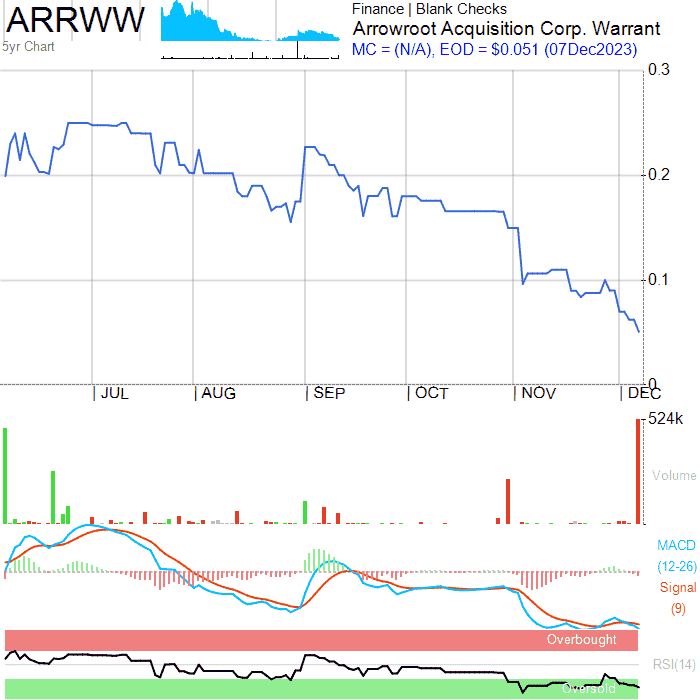 ARRWW
5yr Chart
Finance | Blank Checks
Arrowroot Acquisition Corp. Warrant
MC = (N/A), EOD = $0.051 (07Dec2023)
0.3
0.2
0.1
0
JUL AUG SEP OCT NOV DEC
524k
Volume
MACD
(12-26)
Signal
(9)
Overbought
RSI(14)
Oversold